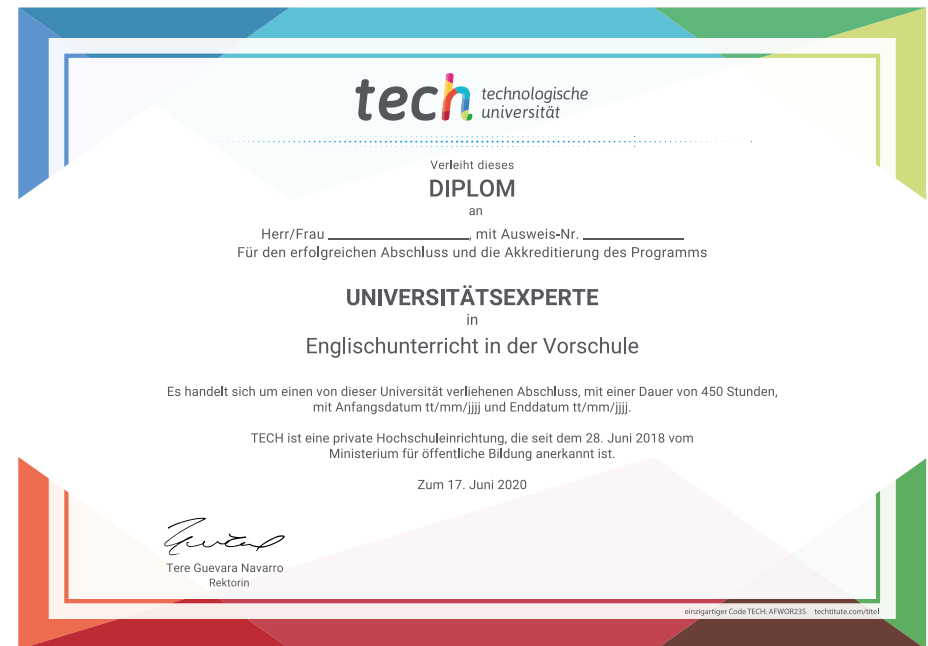 tech technologische
universität
Verleiht dieses
DIPLOM
an
Herr/Frau ____________________, mit Ausweis-Nr. ______________
Für den erfolgreichen Abschluss und die Akkreditierung des Programms
UNIVERSITÄTSEXPERTE
in
Englischunterricht in der Vorschule
Es handelt sich um einen von dieser Universität verliehenen Abschluss, mit einer Dauer von 450 Stunden,
mit Anfangsdatum tt/mm/jjjj und Enddatum tt/mm/jjjj.
TECH ist eine private Hochschuleinrichtung, die seit dem 28. Juni 2018 vom
Ministerium für öffentliche Bildung anerkannt ist.
Zum 17. Juni 2020
Tere Guevara Navarro
Rektorin
einzigartiger Code TECH: AFWOR23S techtitute.com/titel